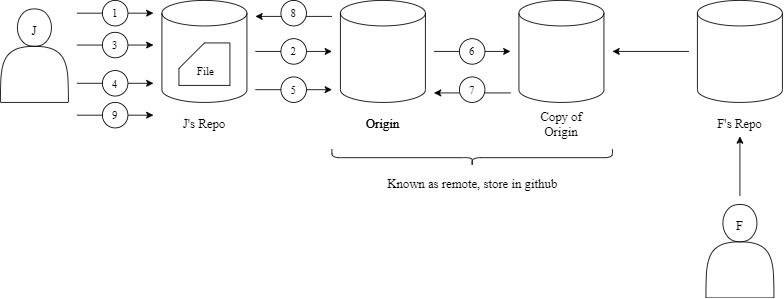 J
1
3
4
9
File
J's Repo
8
2
5
Origin
6
7
Copy of
Origin
F's Repo
Known as remote, store in github
F